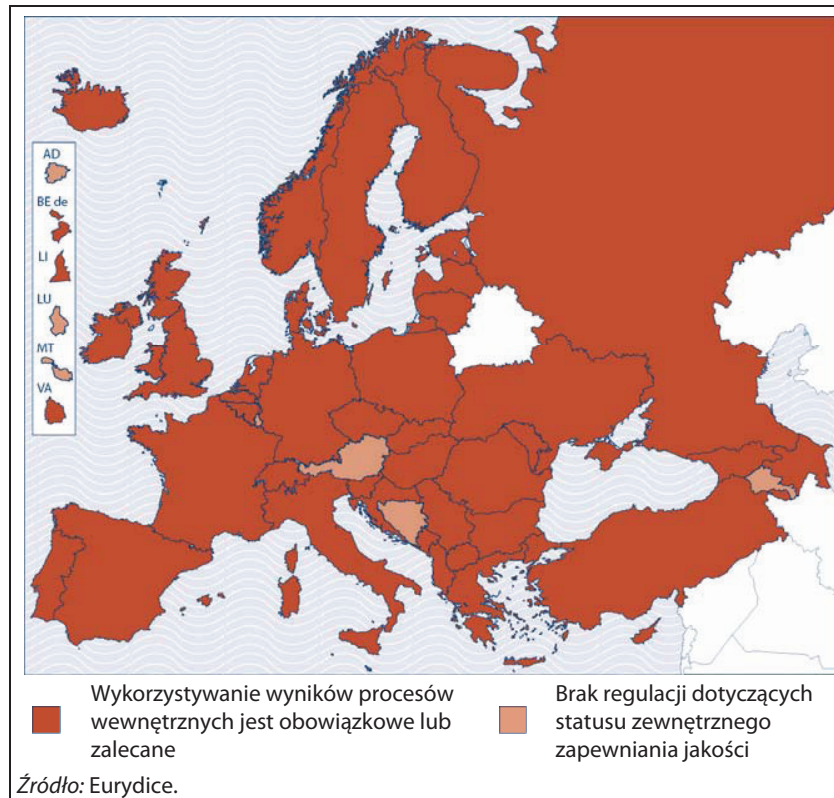 AD
BE de
LI
LU
MT
VA
Wykorzystywanie wyników procesów
wewnętrznych jest obowiązkowe lub
zalecane
Brak regulacji dotyczących
statusu zewnętrznego
zapewniania jakości
Źródło: Eurydice.